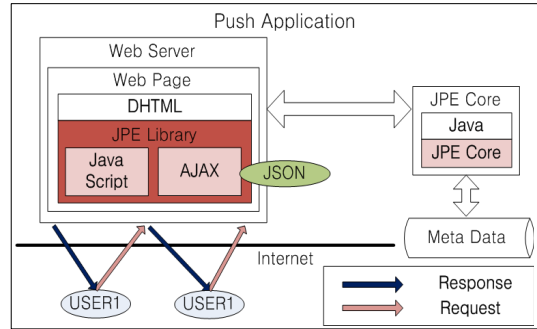 Push Application
Web Server
Web Page
DHTML
JPE Library
Java
Script
AJAX
JSON
JPE Core
Java
JPE Core
Meta Data
Internet
USER1
USER1
Response
Request